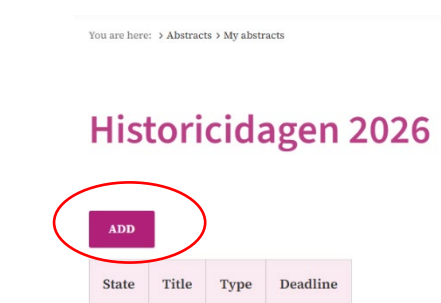 You are here: > Abstracts > My abstracts
Historicidagen 2026
ADD
State Title Type Deadline